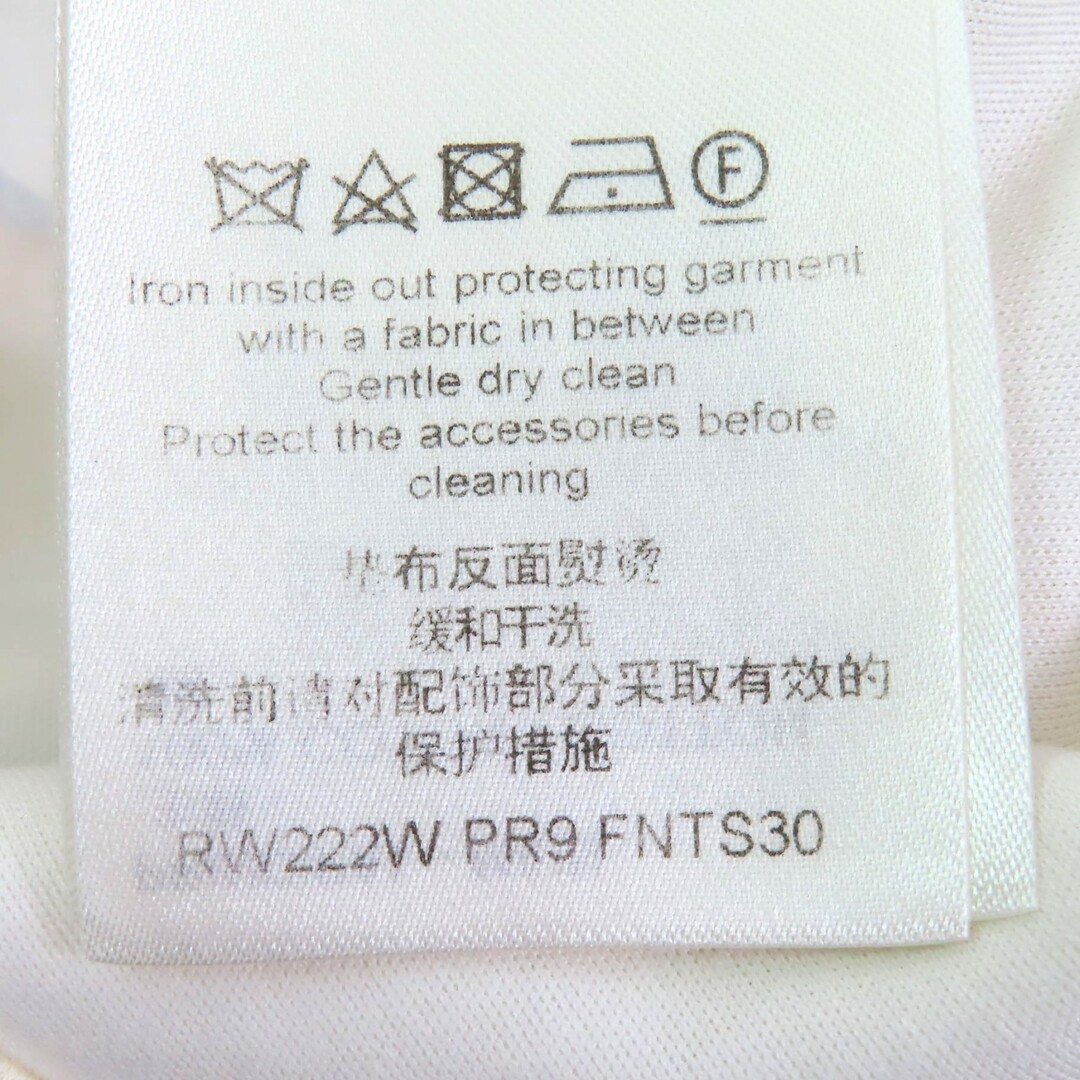 F
Iron inside out protecting garment
with a fabric in between
Gentle dry clean
Protect the accessories before
cleaning
垫布反面熨烫
缓和干洗
清洗前请对配饰部分采取有效的
保护措施
RW222W PR9 FNTS30